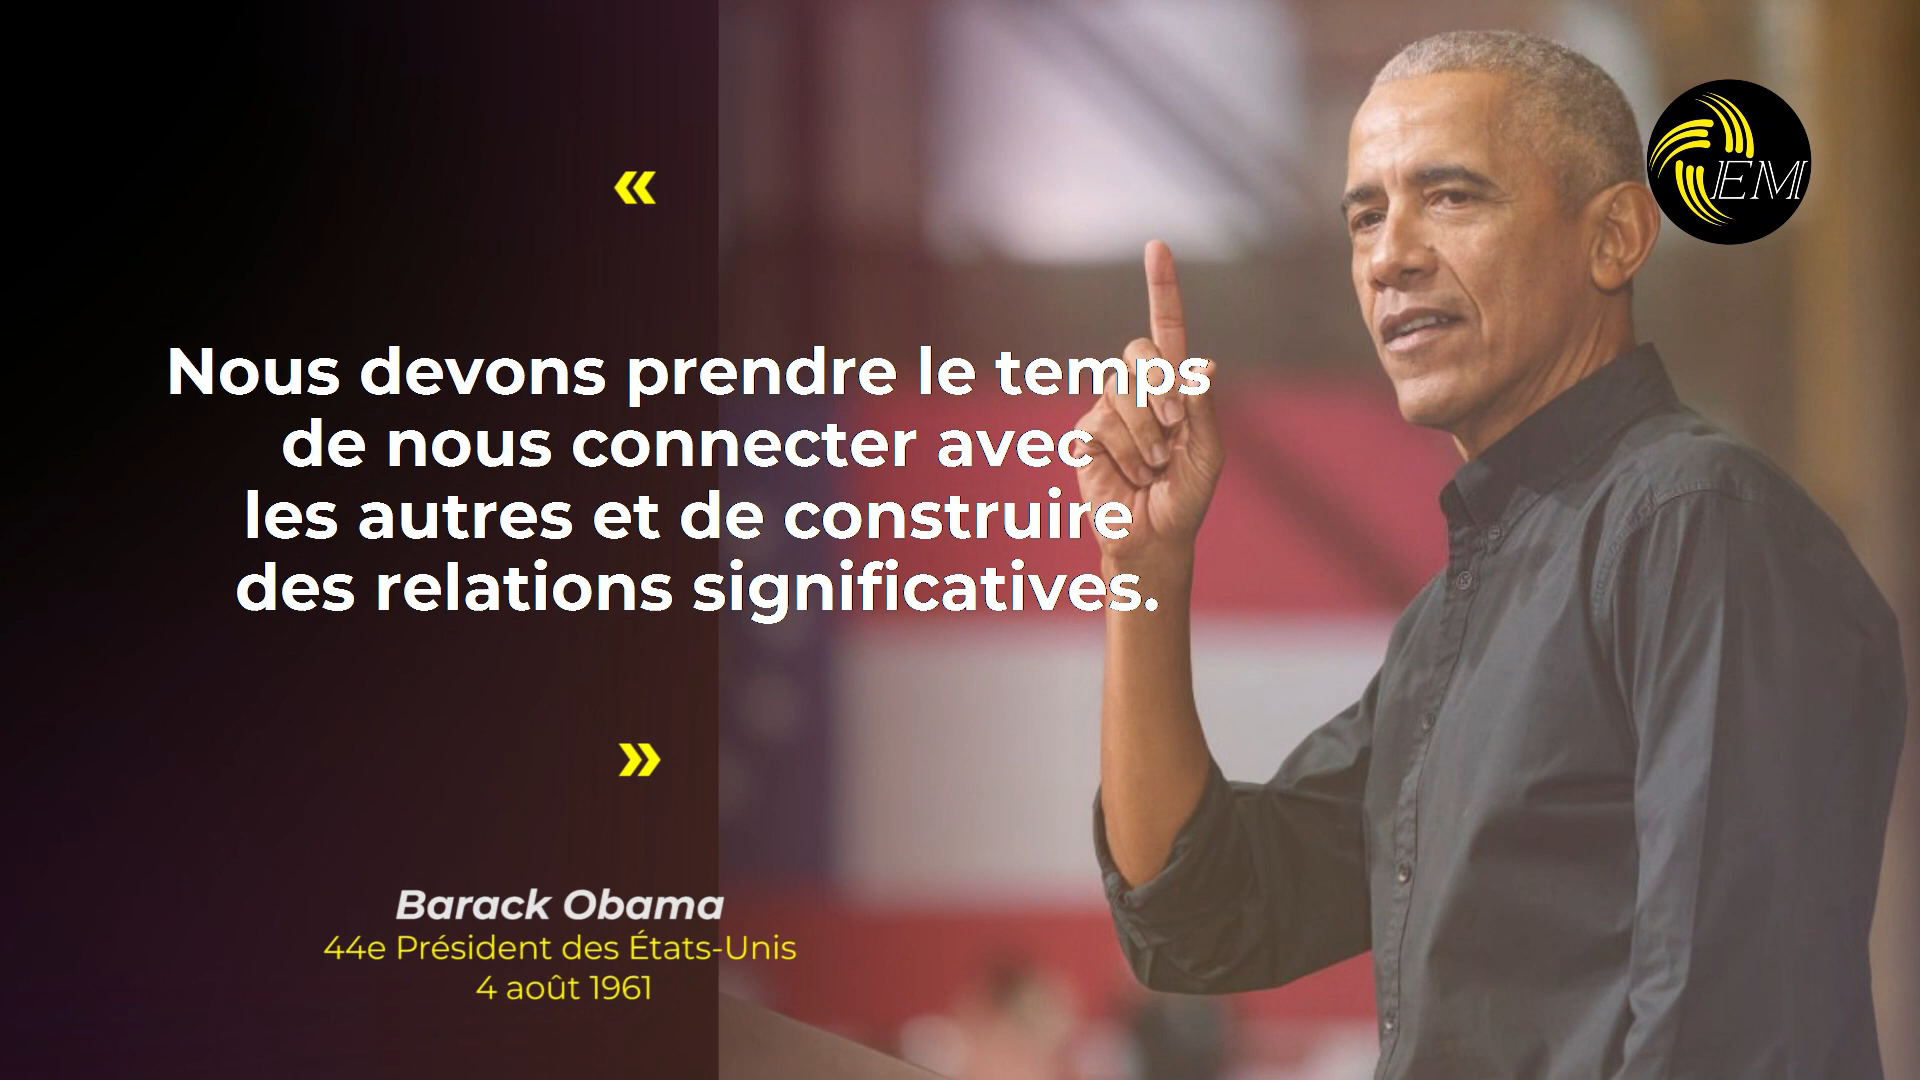 «
Nous devons prendre le temps
de nous connecter avec
les autres et de construire
des relations significatives.
»
Barack Obama
44e Président des États-Unis
4 août 1961
EM